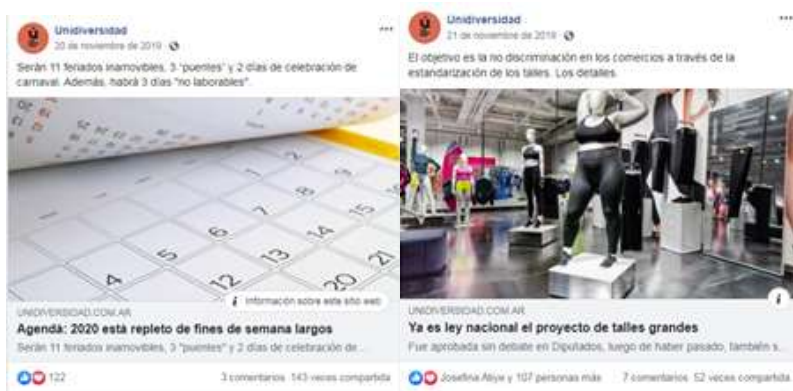 Unidiversidad
20 de noviembre de 2019
Serán 11 feriados inamovibles, 3 "puentes" y 2 días de celebración de
carnaval. Además, habrá 3 días "no laborables".
Información sobre este sitio web
UNIDIVERSIDAD.COM.AR
Agenda: 2020 está repleto de fines de semana largos
Serán 11 feriados inamovibles, 3 "puentes" y 2 días de celebración de...
122
3 comentarios 143 veces compartida
Unidiversidad
21 de noviembre de 2019
El objetivo es la no discriminación en los comercios a través de la
estandarización de los talles. Los detalles.
UNIDIVERSIDAD.COM.AR
Ya es ley nacional el proyecto de talles grandes
Fue aprobada sin debate en Diputados, luego de haber pasado, también s...
Josefina y 107 personas más
7 comentarios 52 veces compartida